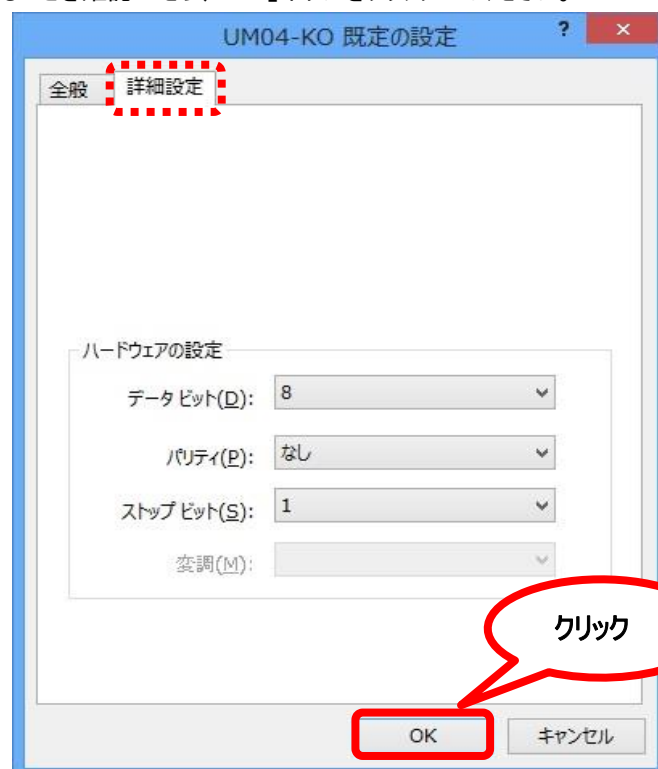 UM04-KO 既定の設定 ? ×
全般 詳細設定
ハードウェアの設定
データ ビット(D): 8
パリティ(P): なし
ストップ ビット(S): 1
変調(M):
クリック
OK キャンセル